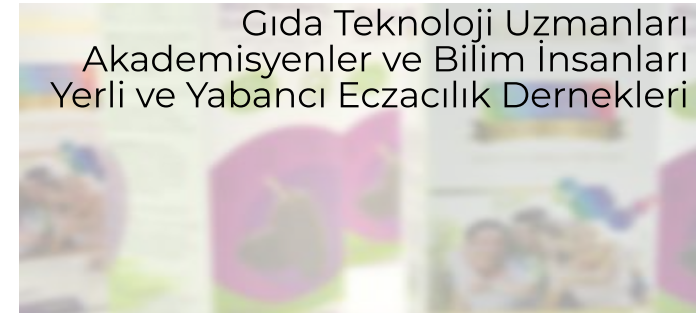 Gıda Teknoloji Uzmanları
Akademisyenler ve Bilim İnsanları
Yerli ve Yabancı Eczacılık Dernekleri